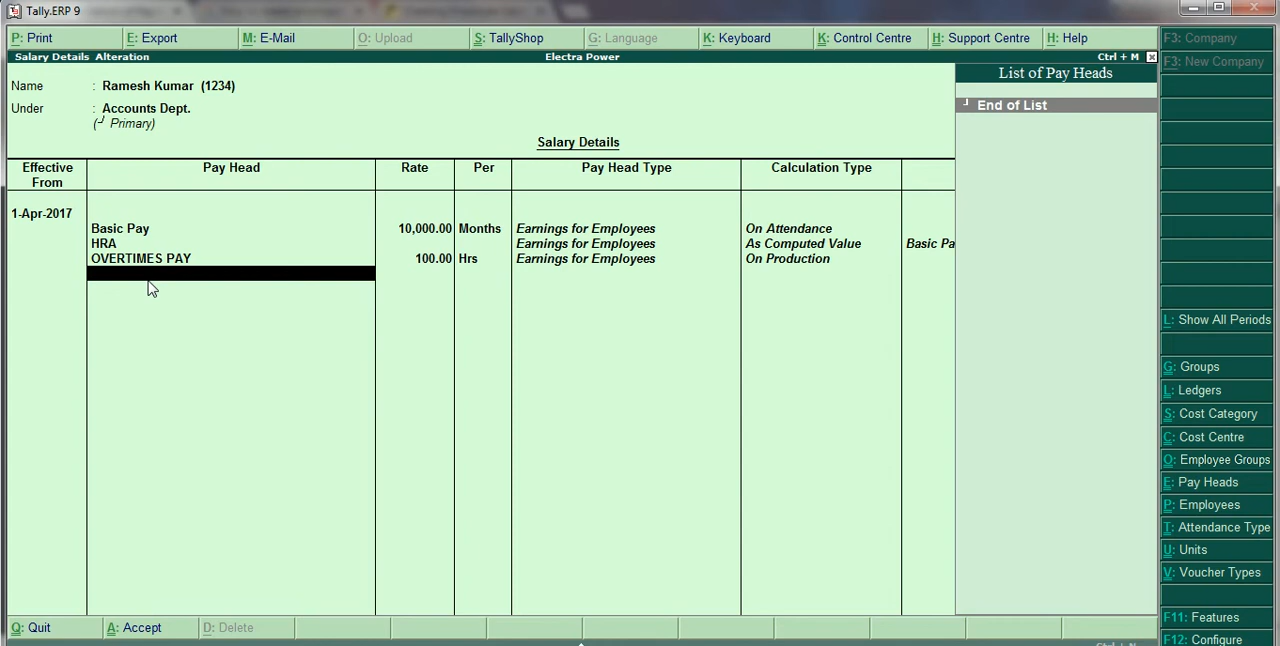 Tally.ERP 9
P: Print E: Export M: E-Mail O: Upload S: TallyShop G: Language K: Keyboard K: Control Centre H: Support Centre H: Help
F3: Company
F3: New Company
Salary Details Alteration Electra Power Ctrl + M
Name : Ramesh Kumar (1234)
Under : Accounts Dept.
(┘ Primary)
Salary Details
List of Pay Heads
┘ End of List
Effective From Pay Head Rate Per Pay Head Type Calculation Type
1-Apr-2017
Basic Pay 10,000.00 Months Earnings for Employees On Attendance
HRA Earnings for Employees As Computed Value Basic Pa
OVERTIMES PAY 100.00 Hrs Earnings for Employees On Production
L: Show All Periods
G: Groups
L: Ledgers
S: Cost Category
C: Cost Centre
O: Employee Groups
E: Pay Heads
P: Employees
T: Attendance Type
U: Units
V: Voucher Types
F11: Features
F12: Configure
Q: Quit A: Accept D: Delete